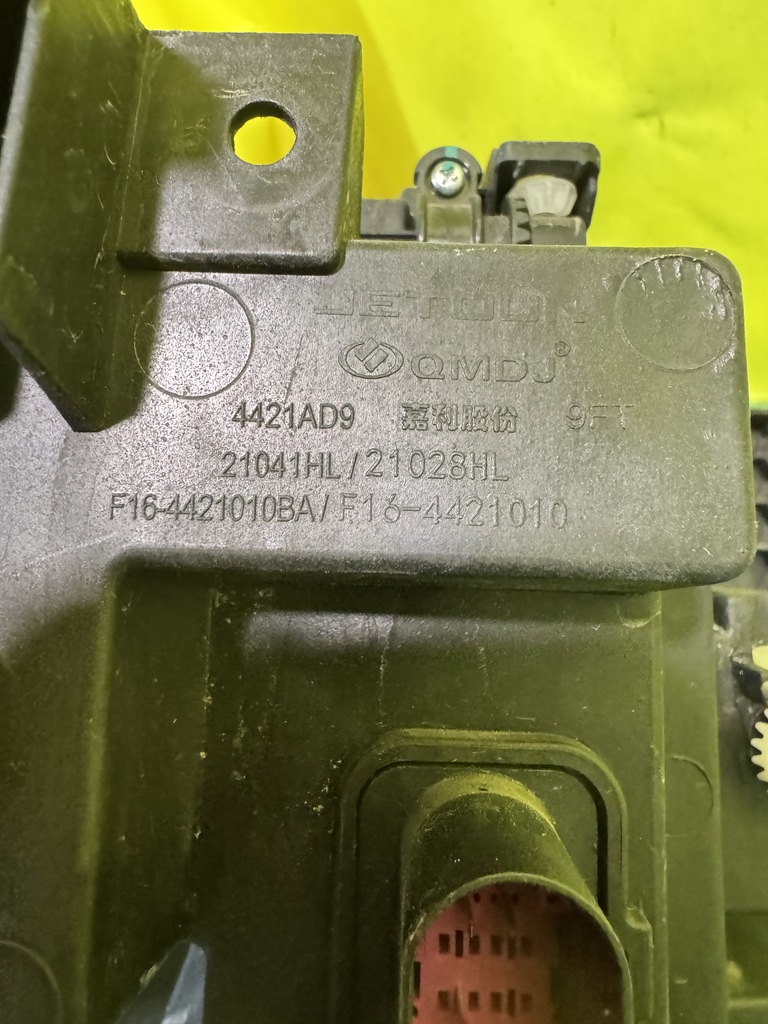 JETOUR
QMDJ®
4421AD9 嘉利股份 9FT
21041HL/21028HL
F16-4421010BA/F16-4421010